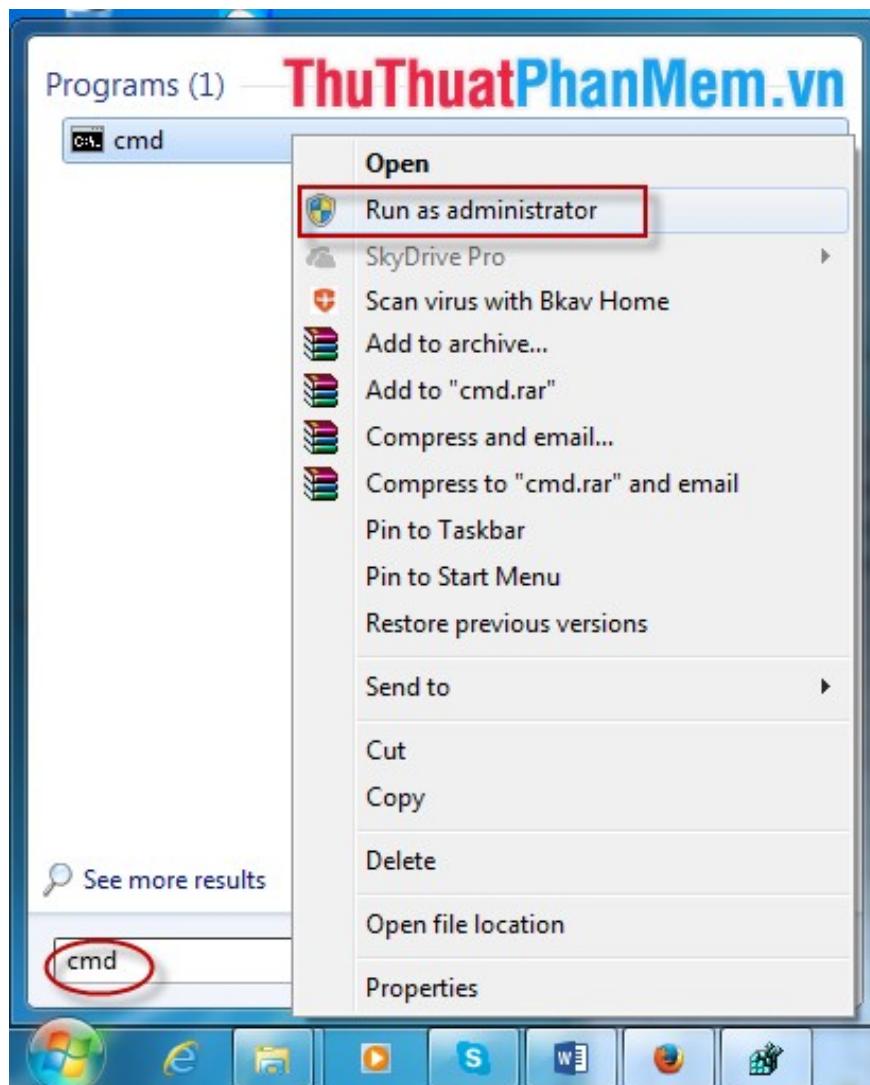 Programs (1)
ThuThuatPhanMem.vn
cmd
Open
Run as administrator
SkyDrive Pro
Scan virus with Bkav Home
Add to archive...
Add to "cmd.rar"
Compress and email...
Compress to "cmd.rar" and email
Pin to Taskbar
Pin to Start Menu
Restore previous versions
Send to
Cut
Copy
Delete
Open file location
Properties
See more results
cmd